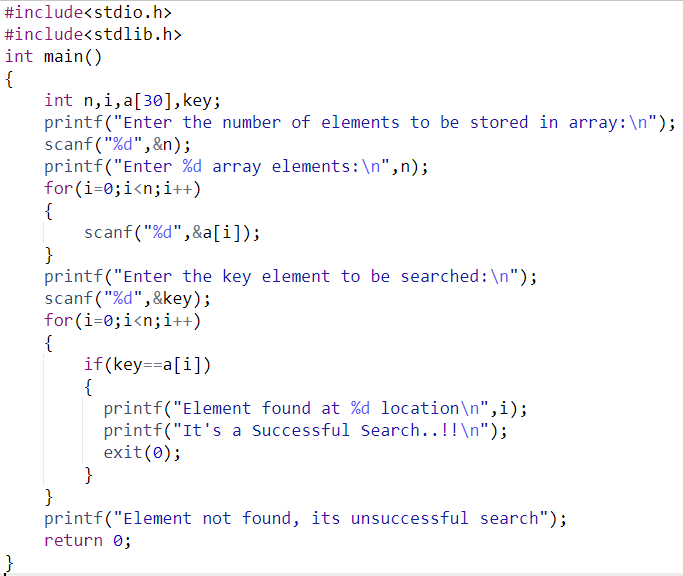 #include<stdio.h>
#include<stdlib.h>
int main()
{
    int n,i,a[30],key;
    printf("Enter the number of elements to be stored in array:\n");
    scanf("%d",&n);
    printf("Enter %d array elements:\n",n);
    for(i=0;i<n;i++)
    {
        scanf("%d",&a[i]);
    }
    printf("Enter the key element to be searched:\n");
    scanf("%d",&key);
    for(i=0;i<n;i++)
    {
        if(key==a[i])
        {
          printf("Element found at %d location\n",i);
          printf("It's a Successful Search..!!\n");
          exit(0);
        }
    }
    printf("Element not found, its unsuccessful search");
    return 0;
}